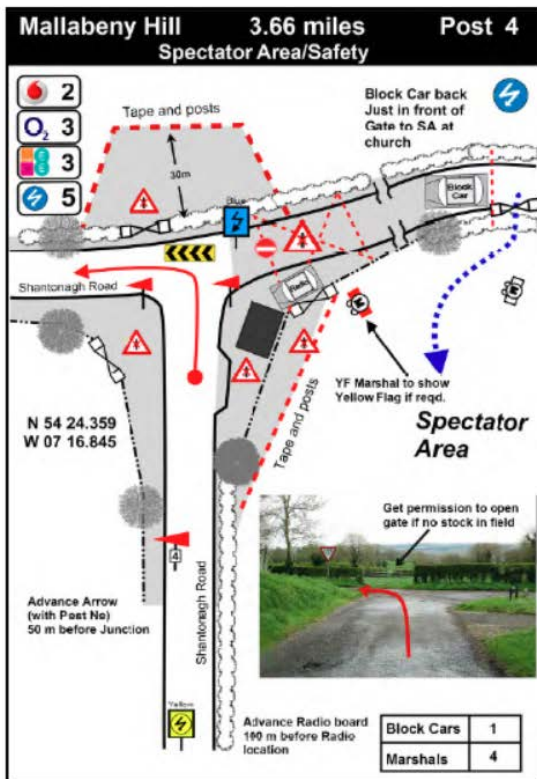 Mallabeny Hill 3.66 miles Post 4
Spectator Area/Safety
2
O2 3
3
5
Tape and posts
30m
Block Car back
Just in front of
Gate to SA at
church
Blue
Block
Car
Shantonagh Road
Radio
M
M
YF Marshal to show
Yellow Flag if reqd.
N 54 24.359
W 07 16.845
Tape and posts
Spectator
Area
Get permission to open
gate if no stock in field
4
Advance Arrow
(with Post No)
50 m before Junction
Shantonagh Road
Yellow
Advance Radio board
100 m before Radio
location
Block Cars 1
Marshals 4